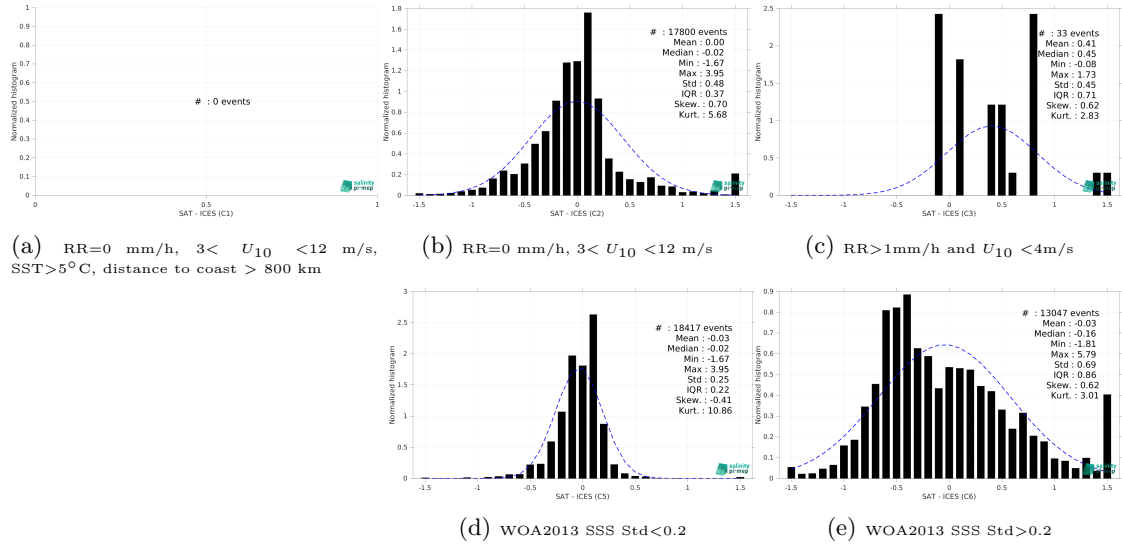 1
0.9
0.8
0.7
0.6
0.5
0.4
0.3
0.2
0.1
0
Normalized histogram
# : 0 events
salinity
pi-mep
0 0.5 1
SAT - ICES (C1)
(a) RR=0 mm/h, 3< U10 <12 m/s,
SST>5°C, distance to coast > 800 km
1.8
1.6
1.4
1.2
1
0.8
0.6
0.4
0.2
0
Normalized histogram
# : 17800 events
Mean : 0.00
Median : -0.02
Min : -1.67
Max : 3.95
Std : 0.48
IQR : 0.37
Skew. : 0.70
Kurt. : 5.68
salinity
pi-mep
-1.5 -1 -0.5 0 0.5 1 1.5
SAT - ICES (C2)
(b) RR=0 mm/h, 3< U10 <12 m/s
2.5
2
1.5
1
0.5
0
Normalized histogram
# : 33 events
Mean : 0.41
Median : 0.45
Min : -0.08
Max : 1.73
Std : 0.45
IQR : 0.71
Skew. : 0.62
Kurt. : 2.83
salinity
pi-mep
-1.5 -1 -0.5 0 0.5 1 1.5
SAT - ICES (C3)
(c) RR>1mm/h and U10 <4m/s
3
2.5
2
1.5
1
0.5
0
Normalized histogram
# : 18417 events
Mean : -0.03
Median : -0.02
Min : -1.67
Max : 3.95
Std : 0.25
IQR : 0.22
Skew. : -0.41
Kurt. : 10.86
salinity
pi-mep
-1.5 -1 -0.5 0 0.5 1 1.5
SAT - ICES (C5)
(d) WOA2013 SSS Std<0.2
0.9
0.8
0.7
0.6
0.5
0.4
0.3
0.2
0.1
0
Normalized histogram
# : 13047 events
Mean : -0.03
Median : -0.16
Min : -1.81
Max : 5.79
Std : 0.69
IQR : 0.86
Skew. : 0.62
Kurt. : 3.01
salinity
pi-mep
-1.5 -1 -0.5 0 0.5 1 1.5
SAT - ICES (C6)
(e) WOA2013 SSS Std>0.2